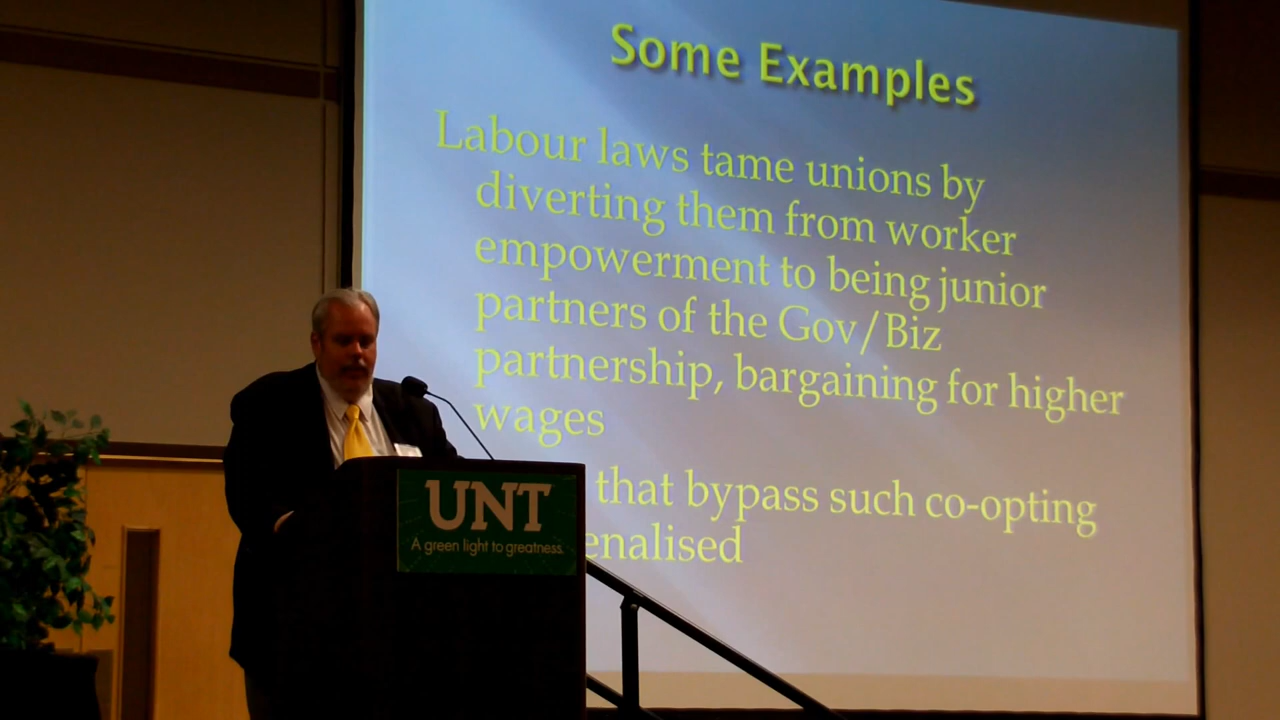 Some Examples
Labour laws tame unions by
diverting them from worker
empowerment to being junior
partners of the Gov/Biz
partnership, bargaining for higher
wages
that bypass such co-opting
enalised
UNT
A green light to greatness.